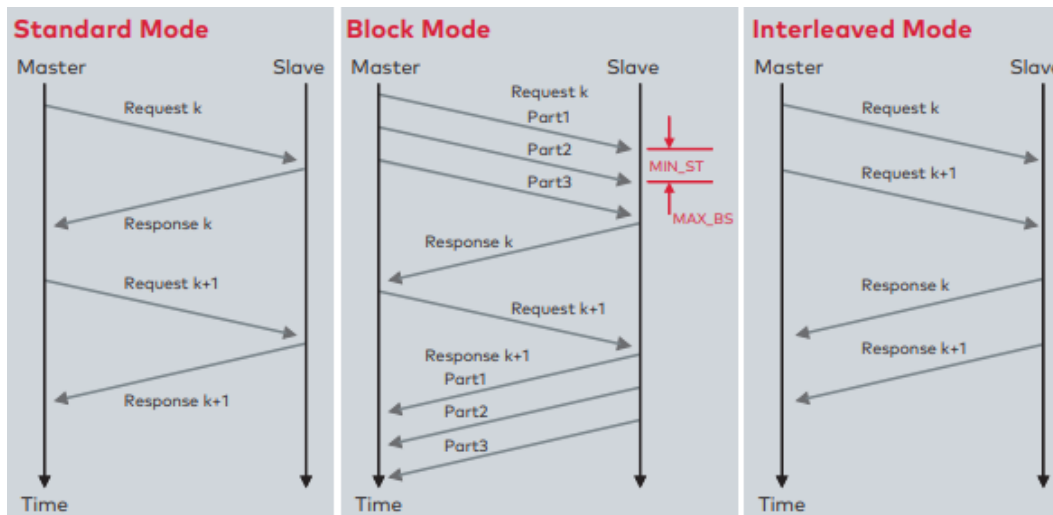 Standard Mode
Master Slave
Request k
Response k
Request k+1
Response k+1
Time
Block Mode
Master Slave
Request k
Part1
Part2
Part3
MIN_ST
MAX_BS
Response k
Request k+1
Response k+1
Part1
Part2
Part3
Time
Interleaved Mode
Master Slave
Request k
Request k+1
Response k
Response k+1
Time